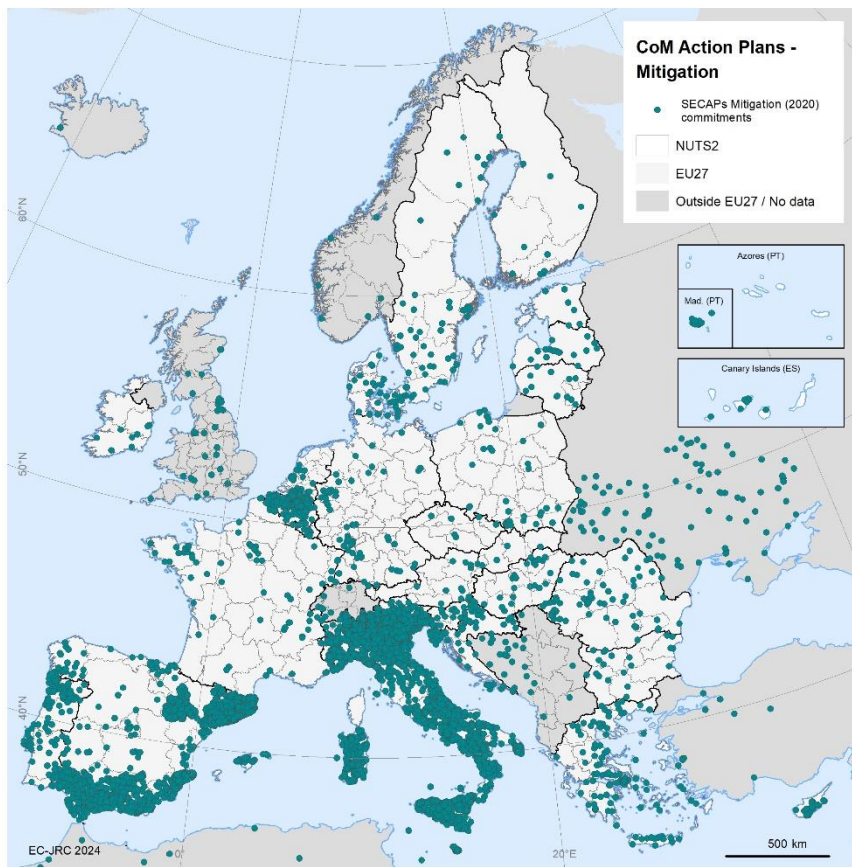 CoM Action Plans -
Mitigation
SECAPs Mitigation (2020)
commitments
NUTS2
EU27
Outside EU27 / No data
Azores (PT)
Mad. (PT)
Canary Islands (ES)
60°N
50°N
40°N
EC-JRC 2024
0°
20°E
500 km